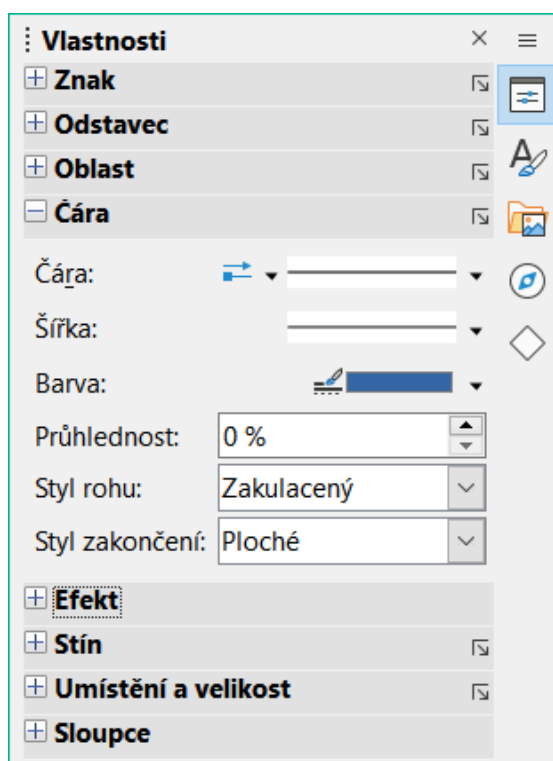 Vlastnosti
Znak
Odstavec
Oblast
Čára
Čára:
Šířka:
Barva:
Průhlednost: 0 %
Styl rohu: Zakulacený
Styl zakončení: Ploché
Efekt
Stín
Umístění a velikost
Sloupce